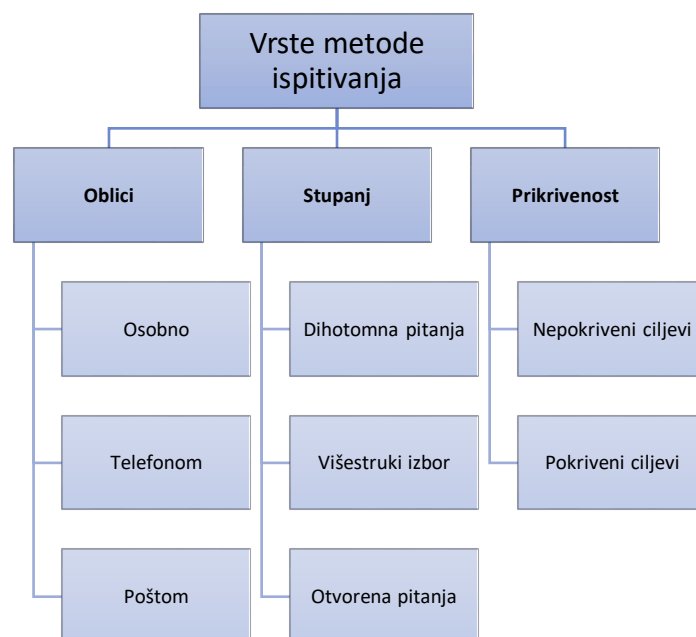 Vrste metode
ispitivanja
Oblici
Stupanj
Prikrivenost
Osobno
Dihotomna pitanja
Nepokriveni ciljevi
Telefonom
Višestruki izbor
Pokriveni ciljevi
Poštom
Otvorena pitanja